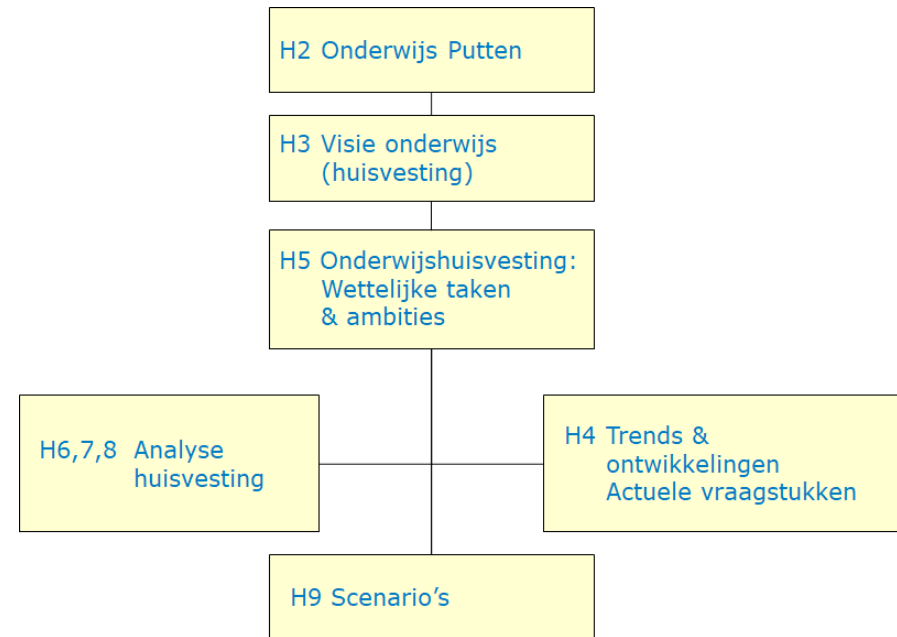 H2 Onderwijs Putten
H3 Visie onderwijs
(huisvesting)
H5 Onderwijshuisvesting:
Wettelijke taken
& ambities
H6,7,8 Analyse
huisvesting
H4 Trends &
ontwikkelingen
Actuele vraagstukken
H9 Scenario’s